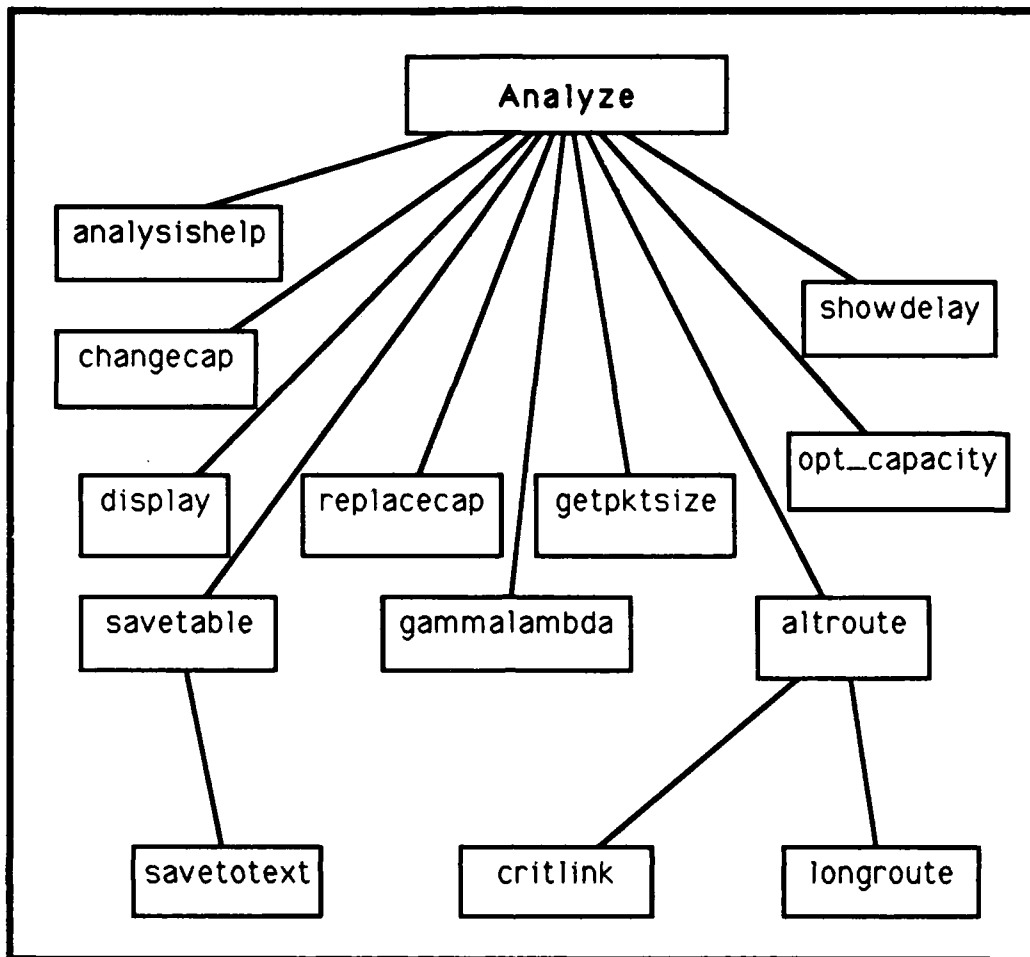 Analyze
analysishelp
showdelay
changecap
opt_capacity
display
replacecap
getpktsize
savetable
gammalambda
altroute
savetotext
critlink
longroute